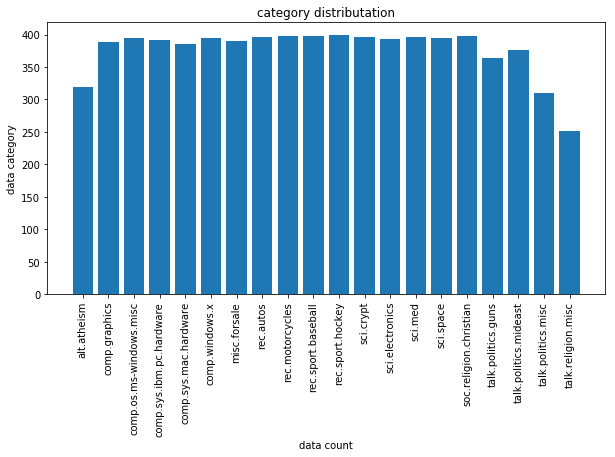 category distributation
data category
400
350
300
250
200
150
100
50
0
alt.atheism
comp.graphics
comp.os.ms-windows.misc
comp.sys.ibm.pc.hardware
comp.sys.mac.hardware
comp.windows.x
misc.forsale
rec.autos
rec.motorcycles
rec.sport.baseball
rec.sport.hockey
sci.crypt
sci.electronics
sci.med
sci.space
soc.religion.christian
talk.politics.guns
talk.politics.mideast
talk.politics.misc
talk.religion.misc
data count